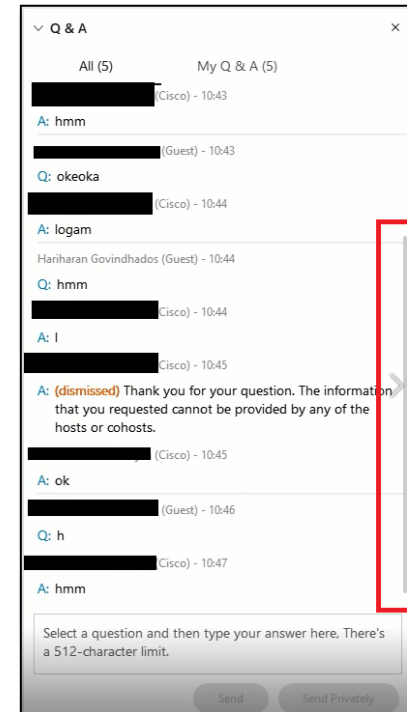 Q & A
All (5) My Q & A (5)
(Cisco) - 10:43
A: hmm
(Guest) - 10:43
Q: okeoka
(Cisco) - 10:44
A: logam
Hariharan Govindhados (Guest) - 10:44
Q: hmm
Cisco) - 10:44
A: l
Cisco) - 10:45
A: (dismissed) Thank you for your question. The information
that you requested cannot be provided by any of the
hosts or cohosts.
(Cisco) - 10:45
A: ok
(Guest) - 10:46
Q: h
Cisco) - 10:47
A: hmm
Select a question and then type your answer here, There's
a 512-character limit.
Send Send Privately